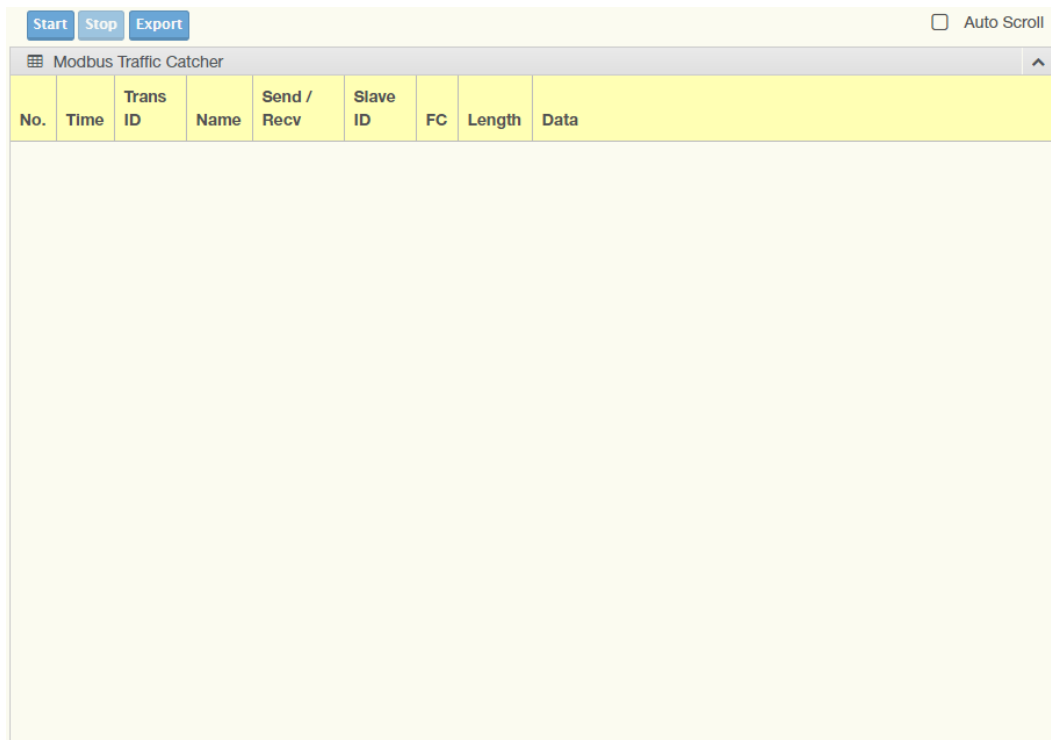 Start Stop Export Auto Scroll
Modbus Traffic Catcher
No. Time Trans ID Name Send / Recv Slave ID FC Length Data